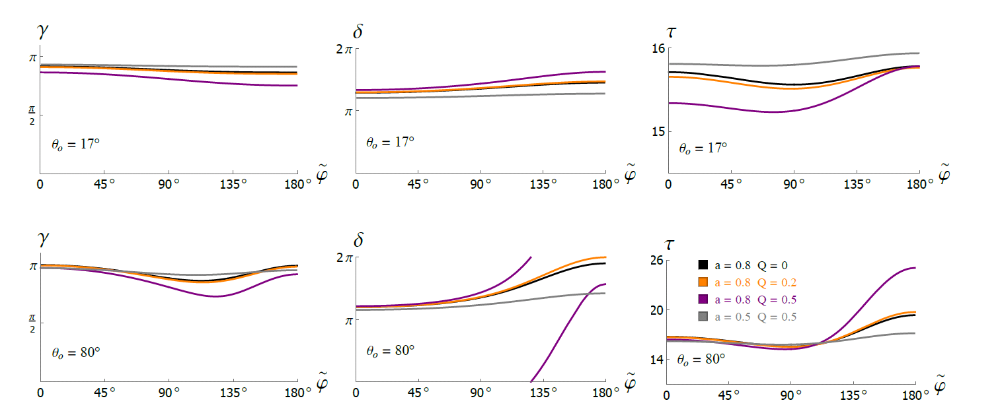 γ
π
π/2
θₒ = 17°
0 45° 90° 135° 180° φ̃
δ
2π
π
θₒ = 17°
0 45° 90° 135° 180° φ̃
τ
16
15
θₒ = 17°
0 45° 90° 135° 180° φ̃
γ
π
π/2
θₒ = 80°
0 45° 90° 135° 180° φ̃
δ
2π
π
θₒ = 80°
0 45° 90° 135° 180° φ̃
τ
26
a = 0.8 Q = 0
a = 0.8 Q = 0.2
a = 0.8 Q = 0.5
20
a = 0.5 Q = 0.5
14
θₒ = 80°
0 45° 90° 135° 180° φ̃